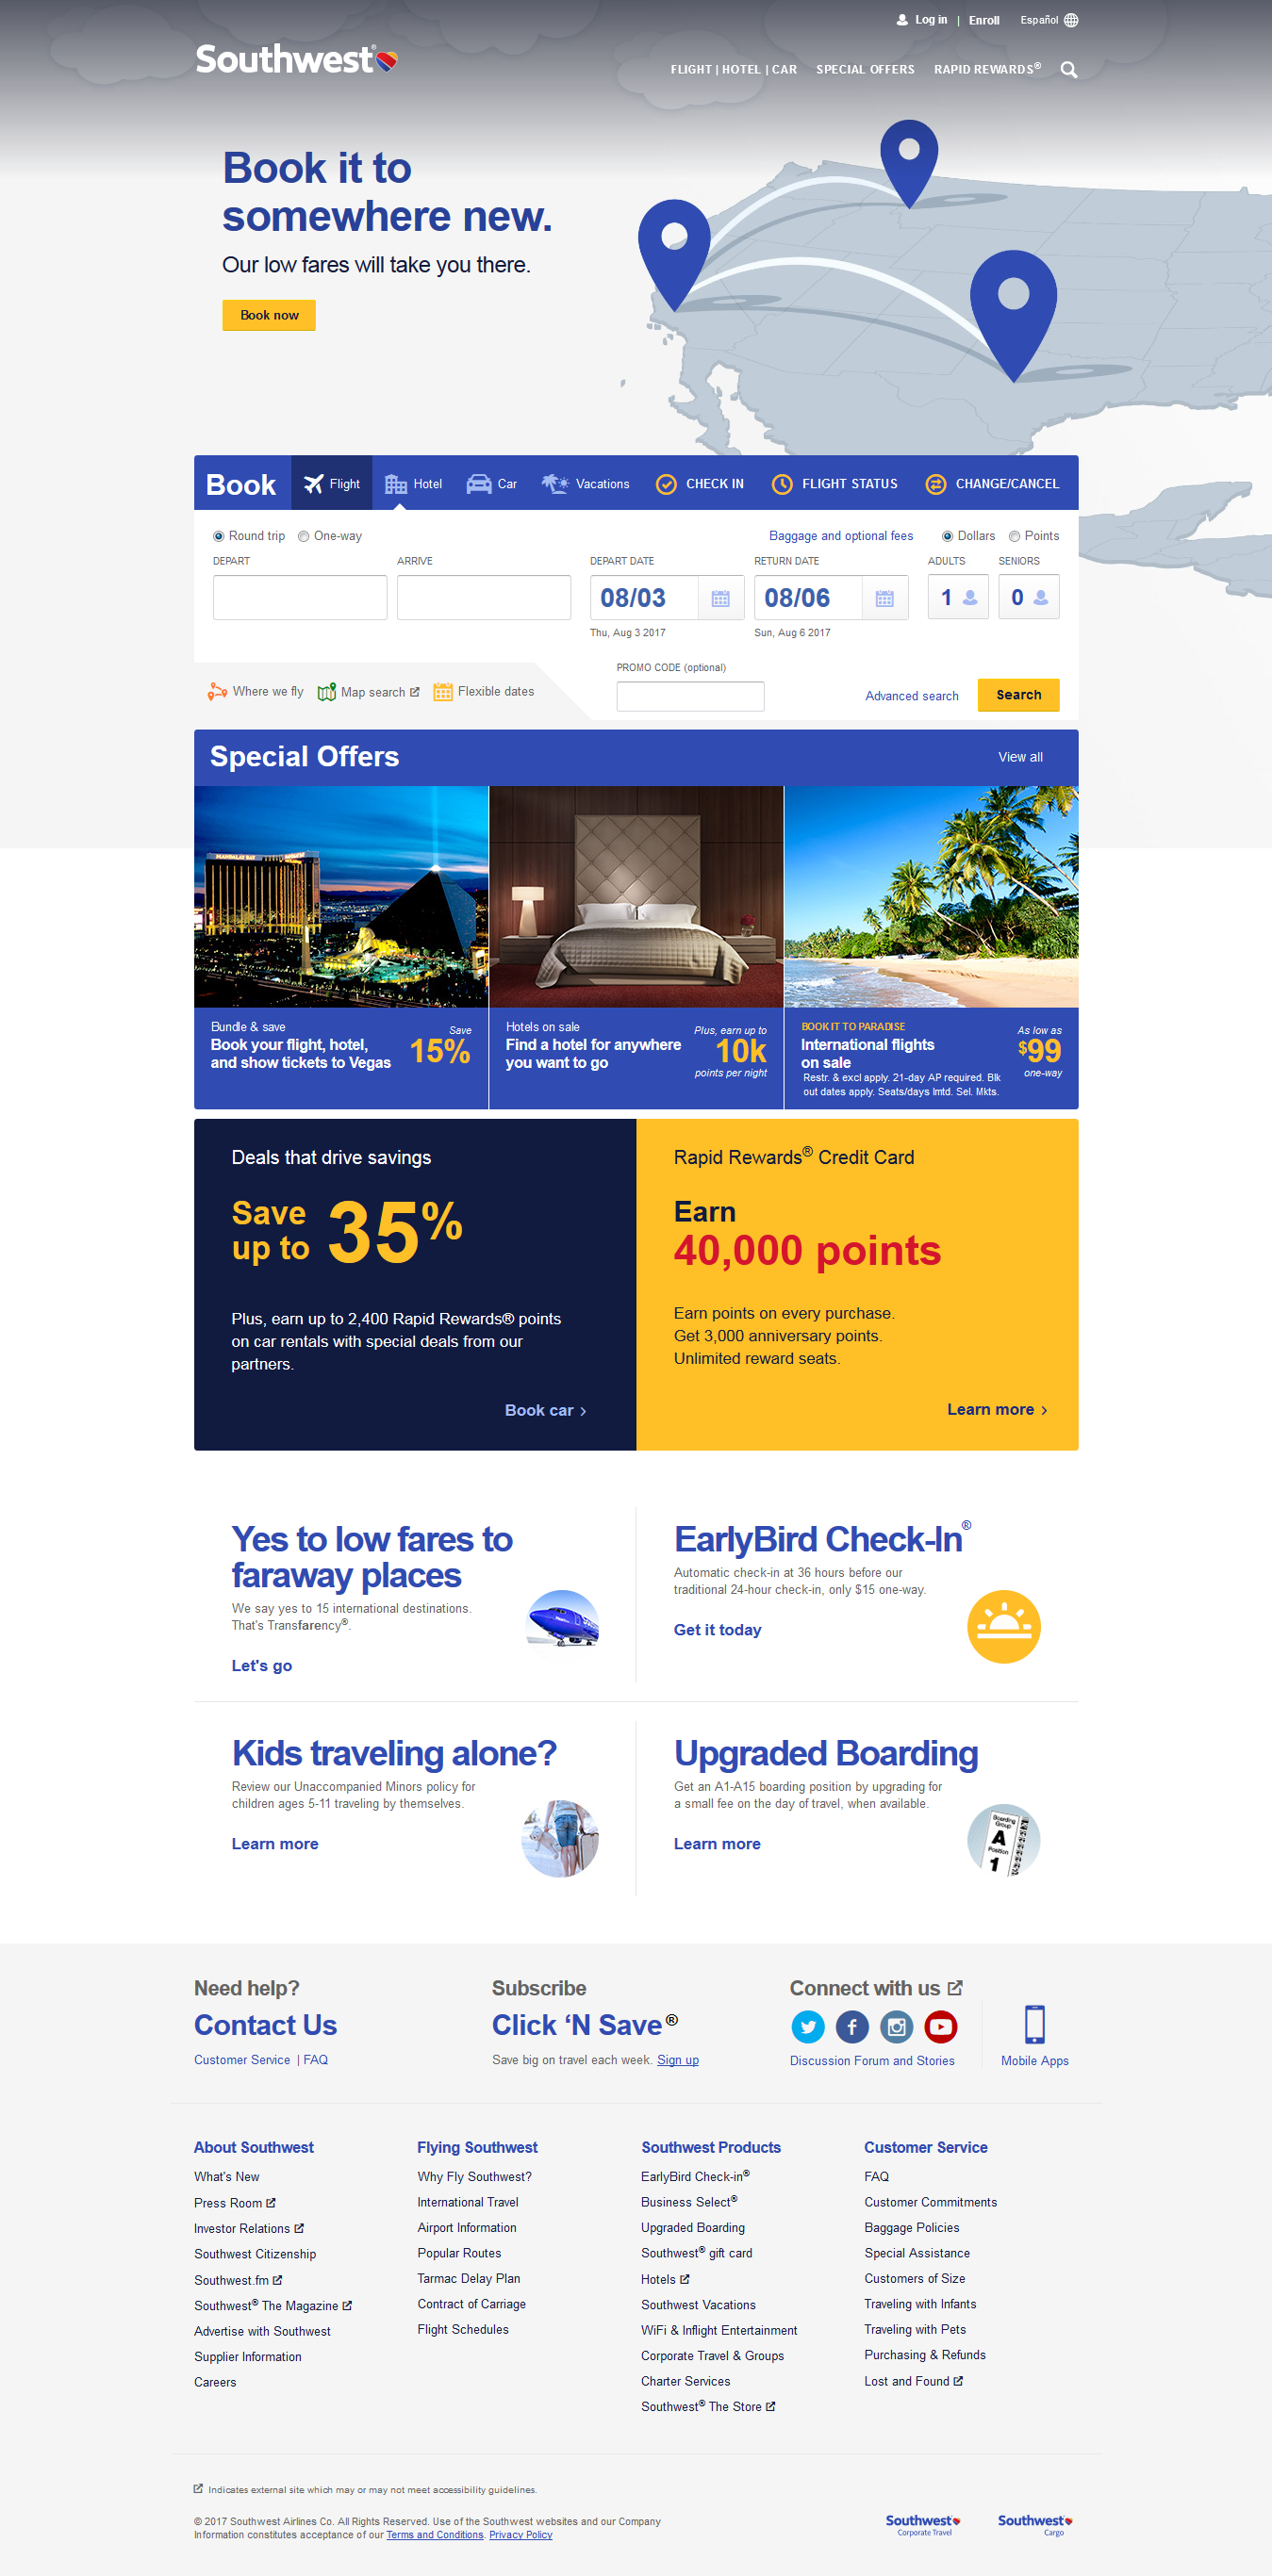 Log in | Enroll Español
Southwest®
FLIGHT | HOTEL | CAR SPECIAL OFFERS RAPID REWARDS®
Book it to
somewhere new.
Our low fares will take you there.
Book now
Book Flight Hotel Car Vacations CHECK IN FLIGHT STATUS CHANGE/CANCEL
Round trip One-way Baggage and optional fees Dollars Points
DEPART ARRIVE DEPART DATE RETURN DATE ADULTS SENIORS
08/03 08/06 1 0
Thu, Aug 3 2017 Sun, Aug 6 2017
PROMO CODE (optional)
Where we fly Map search Flexible dates Advanced search Search
Special Offers View all
MANDALAY BAY
Bundle & save
Book your flight, hotel,
and show tickets to Vegas
Save
15%
Hotels on sale
Find a hotel for anywhere
you want to go
Plus, earn up to
10k
points per night
BOOK IT TO PARADISE
International flights
on sale
Restr. & excl apply. 21-day AP required. Blk
out dates apply. Seats/days lmtd. Sel. Mkts.
As low as
$99
one-way
Deals that drive savings
Save
up to 35%
Plus, earn up to 2,400 Rapid Rewards® points
on car rentals with special deals from our
partners.
Book car
Rapid Rewards® Credit Card
Earn
40,000 points
Earn points on every purchase.
Get 3,000 anniversary points.
Unlimited reward seats.
Learn more
Yes to low fares to
faraway places
We say yes to 15 international destinations.
That's Transfarency®.
Let's go
EarlyBird Check-In®
Automatic check-in at 36 hours before our
traditional 24-hour check-in, only $15 one-way.
Get it today
Kids traveling alone?
Review our Unaccompanied Minors policy for
children ages 5-11 traveling by themselves.
Learn more
Upgraded Boarding
Get an A1-A15 boarding position by upgrading for
a small fee on the day of travel, when available.
Learn more
Boarding
Group
A
Position
1
Need help?
Contact Us
Customer Service | FAQ
Subscribe
Click ‘N Save®
Save big on travel each week. Sign up
Connect with us
Discussion Forum and Stories
Mobile Apps
About Southwest
What's New
Press Room
Investor Relations
Southwest Citizenship
Southwest.fm
Southwest® The Magazine
Advertise with Southwest
Supplier Information
Careers
Flying Southwest
Why Fly Southwest?
International Travel
Airport Information
Popular Routes
Tarmac Delay Plan
Contract of Carriage
Flight Schedules
Southwest Products
EarlyBird Check-in®
Business Select®
Upgraded Boarding
Southwest® gift card
Hotels
Southwest Vacations
WiFi & Inflight Entertainment
Corporate Travel & Groups
Charter Services
Southwest® The Store
Customer Service
FAQ
Customer Commitments
Baggage Policies
Special Assistance
Customers of Size
Traveling with Infants
Traveling with Pets
Purchasing & Refunds
Lost and Found
Indicates external site which may or may not meet accessibility guidelines.
© 2017 Southwest Airlines Co. All Rights Reserved. Use of the Southwest websites and our Company
Information constitutes acceptance of our Terms and Conditions. Privacy Policy
Southwest
Corporate Travel
Southwest
Cargo